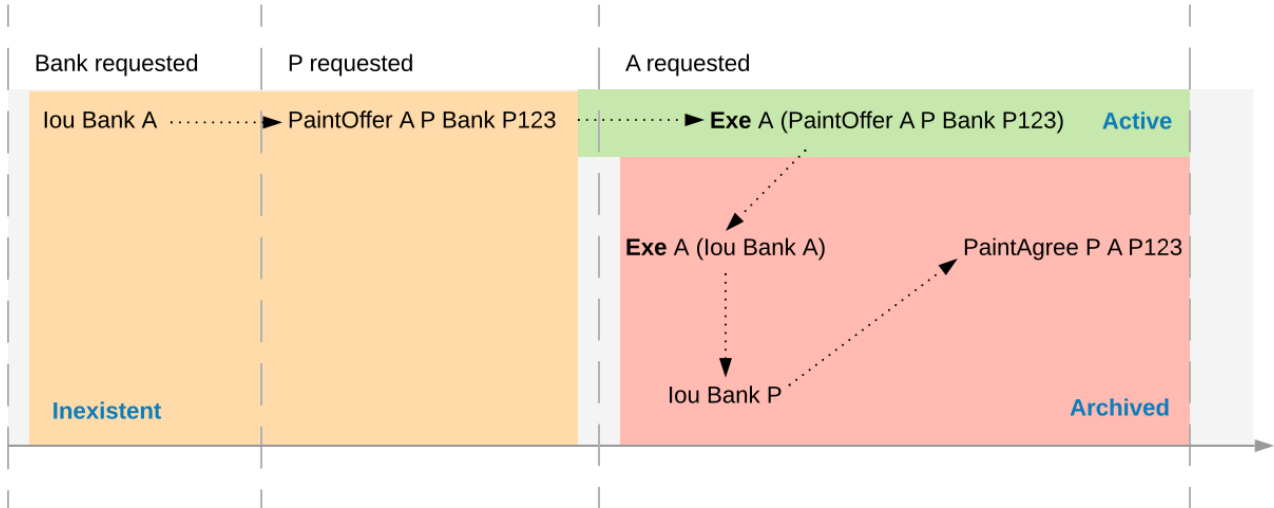 Bank requested
P requested
A requested
Iou Bank A
PaintOffer A P Bank P123
Exe A (PaintOffer A P Bank P123)
Active
Exe A (Iou Bank A)
PaintAgree P A P123
Iou Bank P
Inexistent
Archived